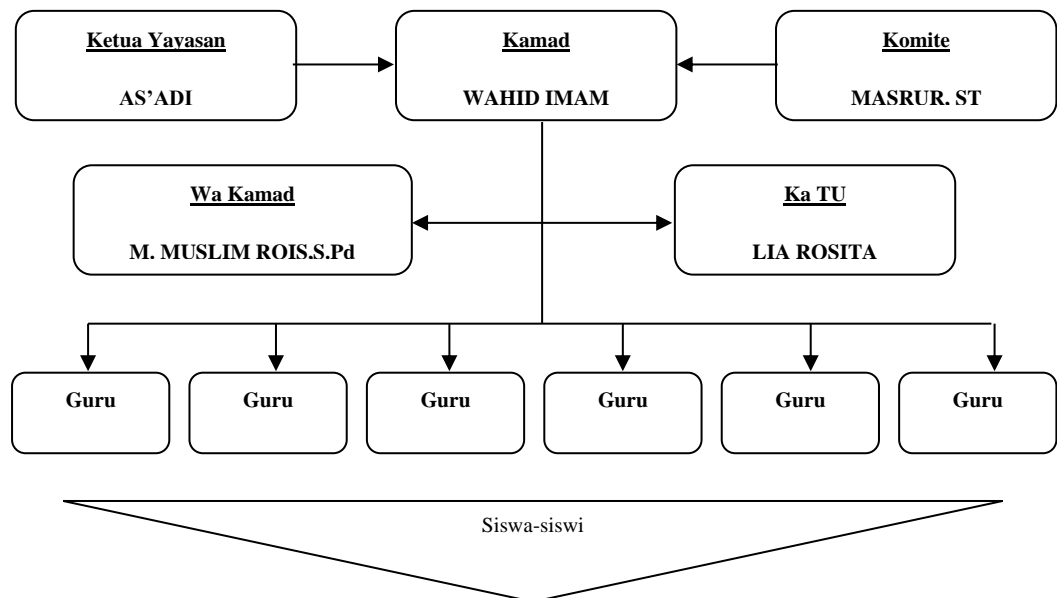 Ketua Yayasan
AS’ADI
Kamad
WAHID IMAM
Komite
MASRUR. ST
Wa Kamad
M. MUSLIM ROIS.S.Pd
Ka TU
LIA ROSITA
Guru
Guru
Guru
Guru
Guru
Guru
Siswa-siswi